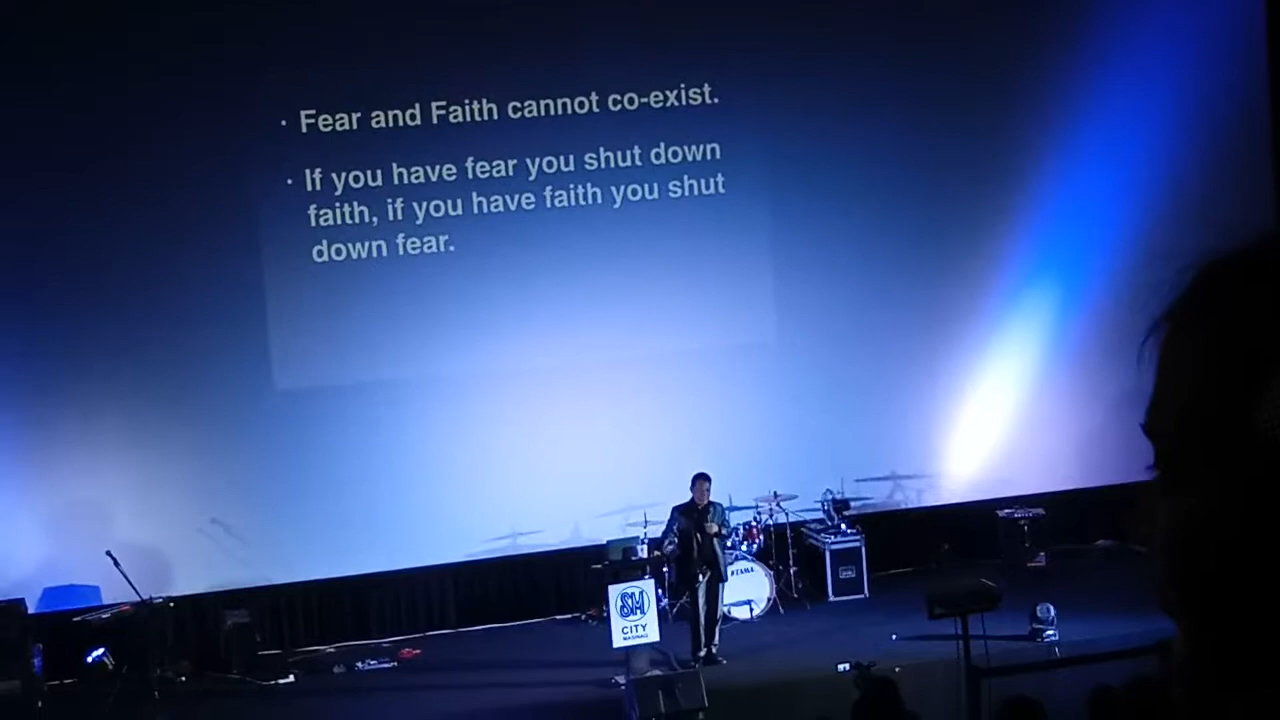 · Fear and Faith cannot co-exist.
· If you have fear you shut down
faith, if you have faith you shut
down fear.
TAMA
SM
CITY
MASINAG